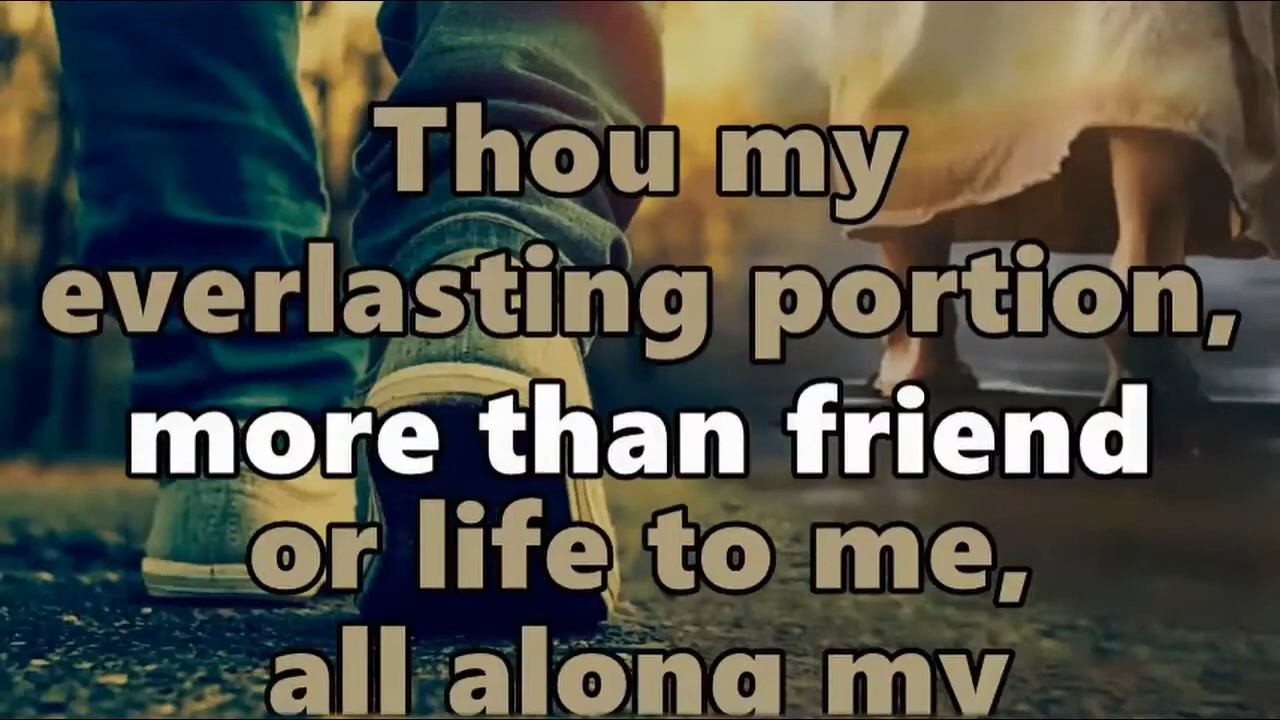 Thou my
everlasting portion,
more than friend
or life to me,
all along my